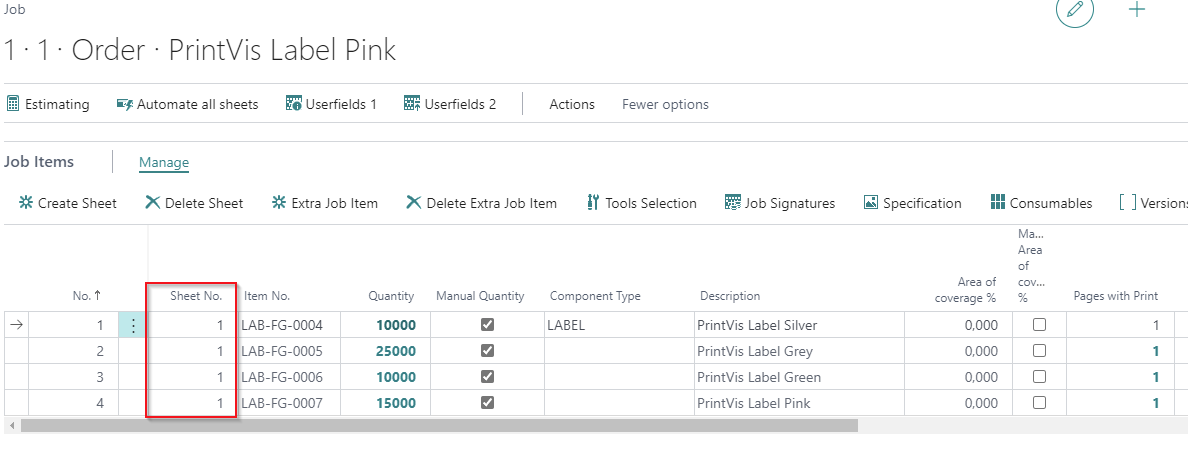 Job
1 · 1 · Order · PrintVis Label Pink
Estimating Automate all sheets Userfields 1 Userfields 2 Actions Fewer options
Job Items Manage
Create Sheet Delete Sheet Extra Job Item Delete Extra Job Item Tools Selection Job Signatures Specification Consumables [ ] Versions
No. ↑ Sheet No. Item No. Quantity Manual Quantity Component Type Description Area of coverage % Ma... Area of cov... % Pages with Print
1 1 LAB-FG-0004 10000 LABEL PrintVis Label Silver 0,000 1
2 1 LAB-FG-0005 25000 PrintVis Label Grey 0,000 1
3 1 LAB-FG-0006 10000 PrintVis Label Green 0,000 1
4 1 LAB-FG-0007 15000 PrintVis Label Pink 0,000 1